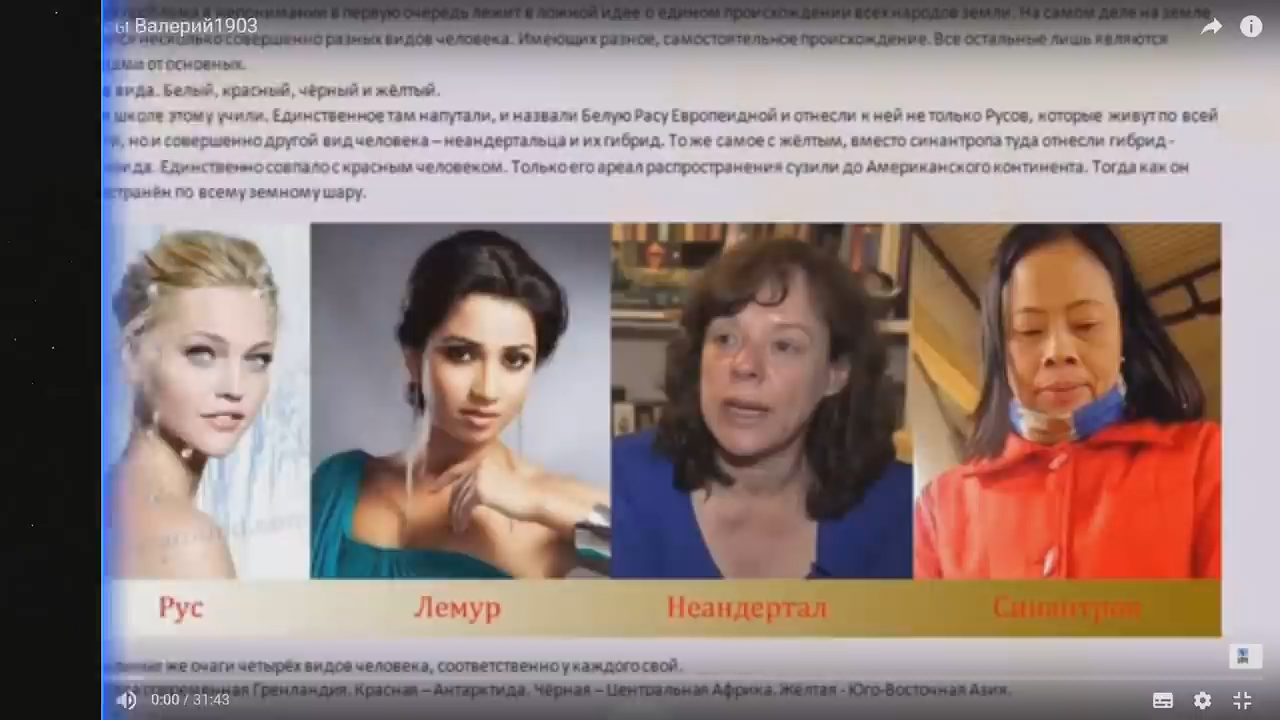 проблема в непонимании в первую очередь лежит в ложной идее о едином происхождении всех народов земли. На самом деле на земле
ы Валерий1903
несколько совершенно разных видов человека. Имеющих разное, самостоятельное происхождение. Все остальные лишь являются
от основных.
вида. Белый, красный, чёрный и жёлтый.
школе этому учили. Единственное там напутали, и назвали Белую Расу Европеидной и отнесли к ней не только Русов, которые живут по всей
но и совершенно другой вид человека – неандертальца и их гибрид. То же самое с жёлтым, вместо синантропа туда отнесли гибрид -
Единственно совпало с красным человеком. Только его ареал распространения сузили до Американского континента. Тогда как он
по всему земному шару.
Рус
Лемур
Неандертал
Синантроп
же очаги четырёх видов человека, соответственно у каждого свой.
Гренландия. Красная – Антарктида. Чёрная – Центральная Африка. Жёлтая - Юго-Восточная Азия.
0:00 / 31:43